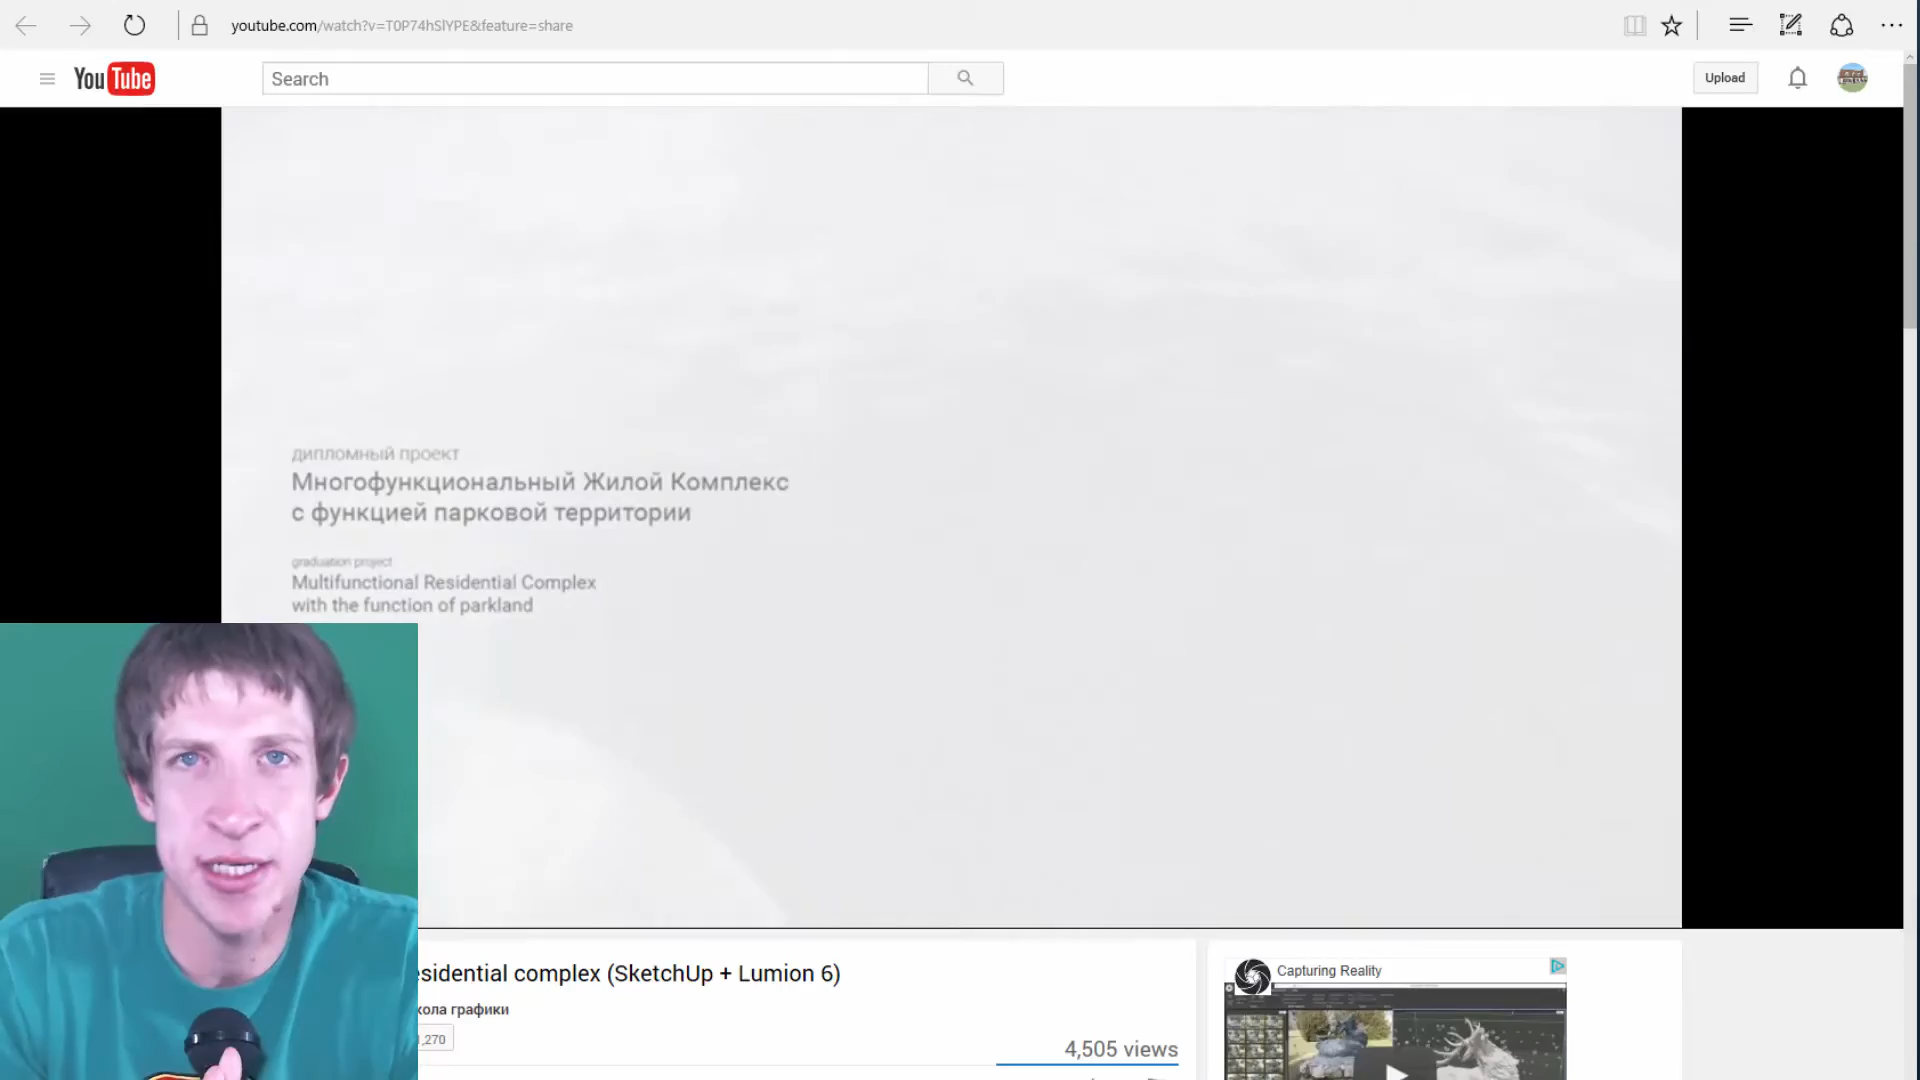 youtube.com/watch?v=T0P74hSlYPE&feature=share
YouTube
Search
Upload
дипломный проект
Многофункциональный Жилой Комплекс
с функцией парковой территории
graduation project
Multifunctional Residential Complex
with the function of parkland
esidential complex (SketchUp + Lumion 6)
кола графики
,270
4,505 views
Capturing Reality